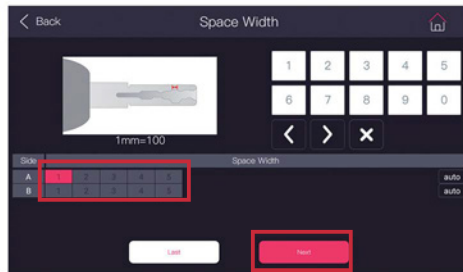 Back Space Width
1 2 3 4 5
6 7 8 9 0
< > ×
1mm=100
Side Space Width
A 1 2 3 4 5 auto
B 1 2 3 4 5 auto
Last Next